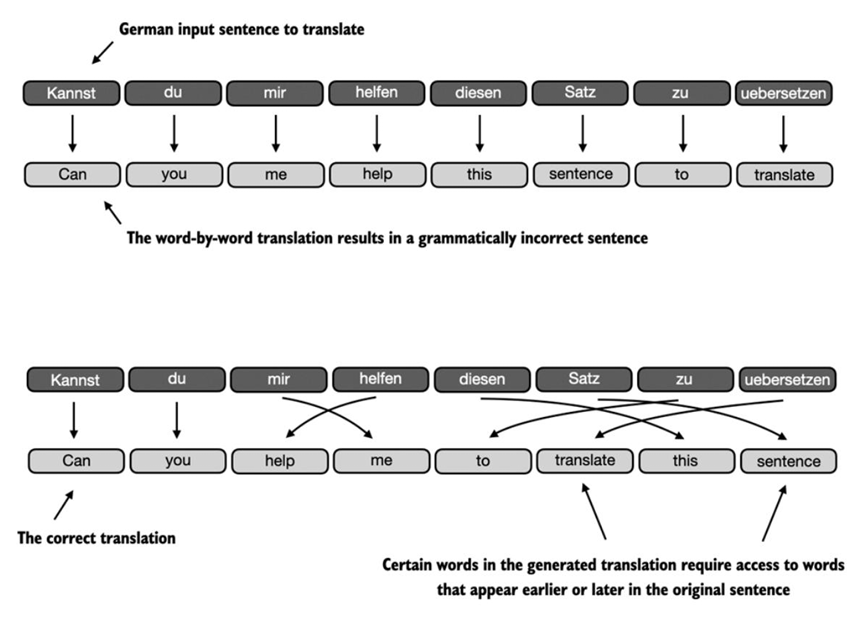 German input sentence to translate
Kannst du mir helfen diesen Satz zu uebersetzen
Can you me help this sentence to translate
The word-by-word translation results in a grammatically incorrect sentence
Kannst du mir helfen diesen Satz zu uebersetzen
Can you help me to translate this sentence
The correct translation
Certain words in the generated translation require access to words
that appear earlier or later in the original sentence